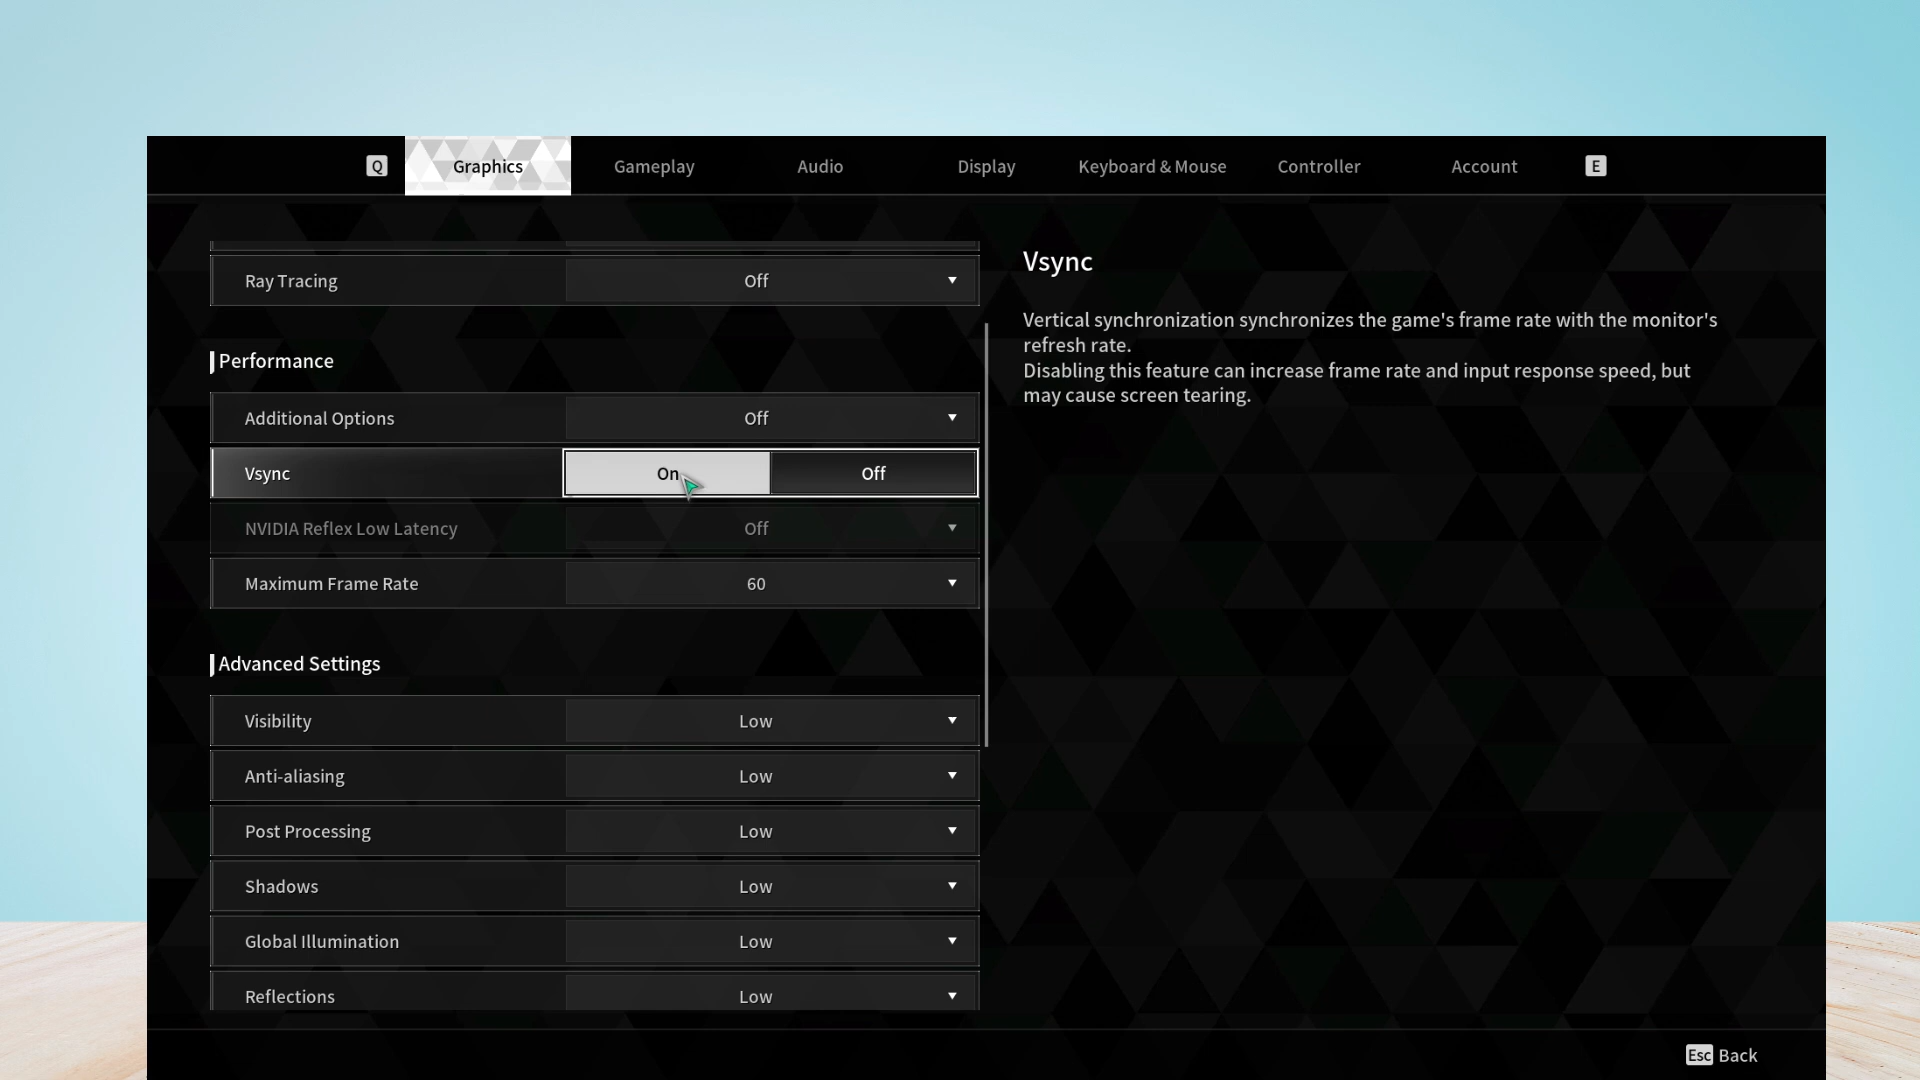 Q Graphics Gameplay Audio Display Keyboard & Mouse Controller Account E
Ray Tracing Off
Performance
Additional Options Off
Vsync On Off
NVIDIA Reflex Low Latency Off
Maximum Frame Rate 60
Advanced Settings
Visibility Low
Anti-aliasing Low
Post Processing Low
Shadows Low
Global Illumination Low
Reflections Low
Vsync
Vertical synchronization synchronizes the game's frame rate with the monitor's
refresh rate.
Disabling this feature can increase frame rate and input response speed, but
may cause screen tearing.
Esc Back